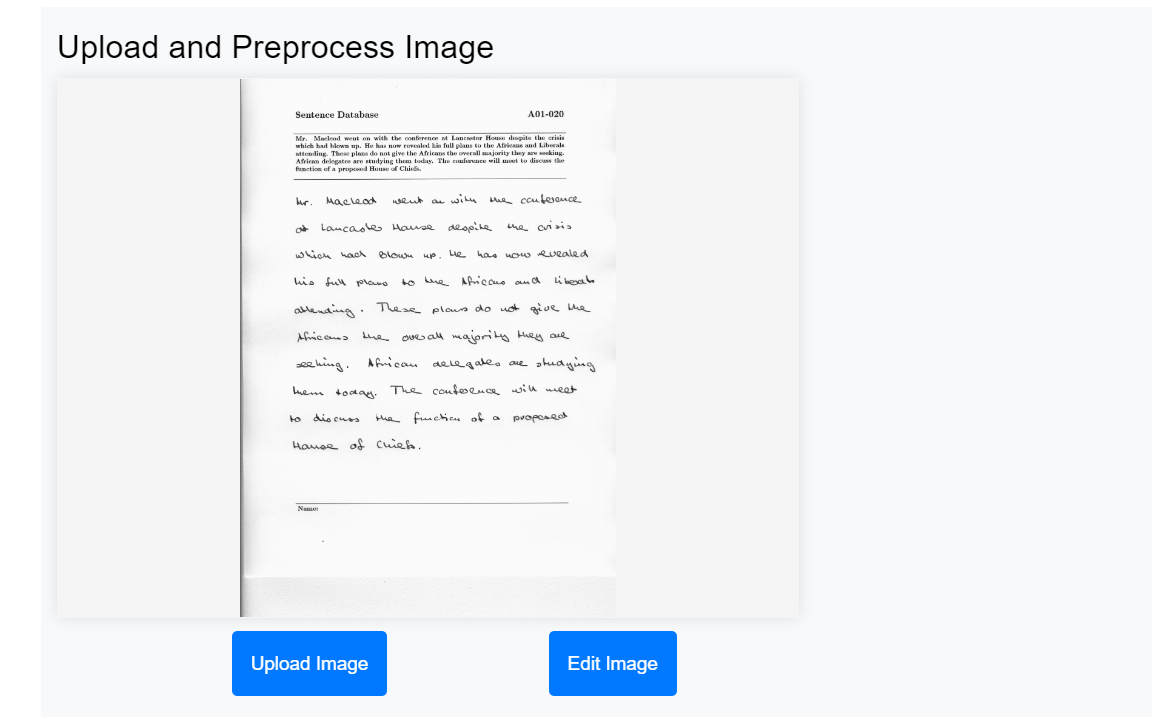 Upload and Preprocess Image
Sentence Database A01-020
Mr. Macleod went on with the conference at Lancaster House despite the crisis
which had blown up. He has now revealed his full plans to the Africans and Liberals
attending. These plans do not give the Africans the overall majority they are seeking.
African delegates are studying them today. The conference will meet to discuss the
function of a proposed House of Chiefs.
Mr. Macleod went on with the conference
at Lancaster House despite the crisis
which had blown up. He has now revealed
his full plans to the Africans and Liberals
attending. These plans do not give the
Africans the overall majority they are
seeking. African delegates are studying
them today. The conference will meet
to discuss the function of a proposed
House of Chiefs.
Name:
Upload Image Edit Image